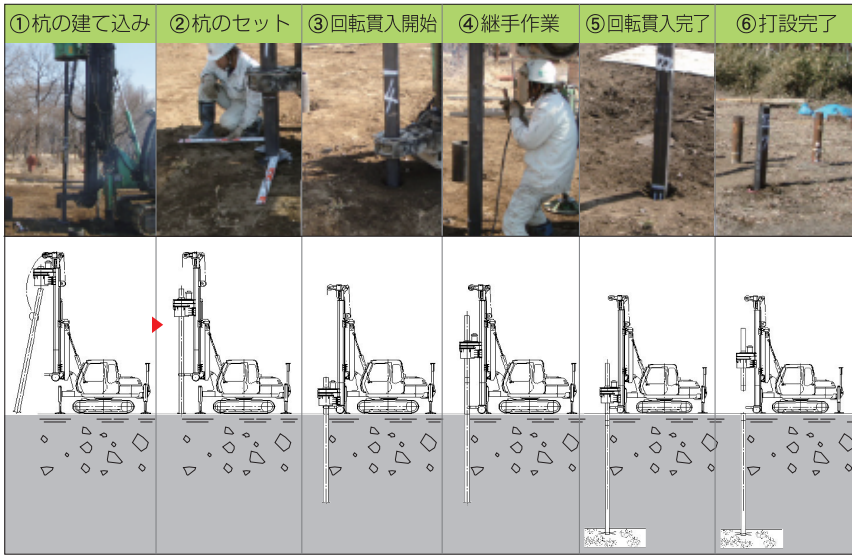 ①杭の建て込み
②杭のセット
③回転貫入開始
④継手作業
⑤回転貫入完了
⑥打設完了